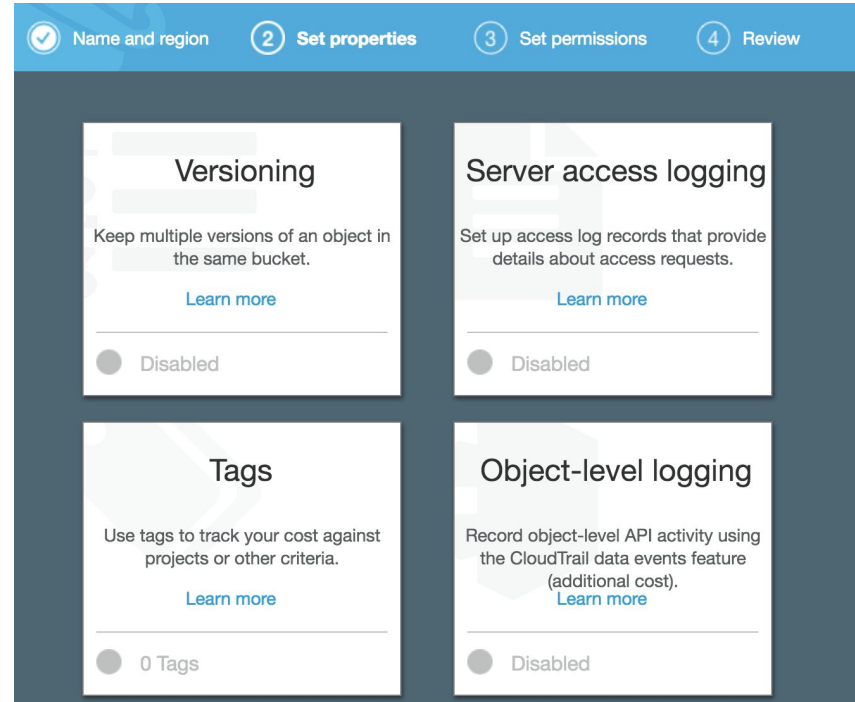 Name and region 2 Set properties 3 Set permissions 4 Review
Versioning
Keep multiple versions of an object in
the same bucket.
Learn more
Disabled
Server access logging
Set up access log records that provide
details about access requests.
Learn more
Disabled
Tags
Use tags to track your cost against
projects or other criteria.
Learn more
0 Tags
Object-level logging
Record object-level API activity using
the CloudTrail data events feature
(additional cost).
Learn more
Disabled